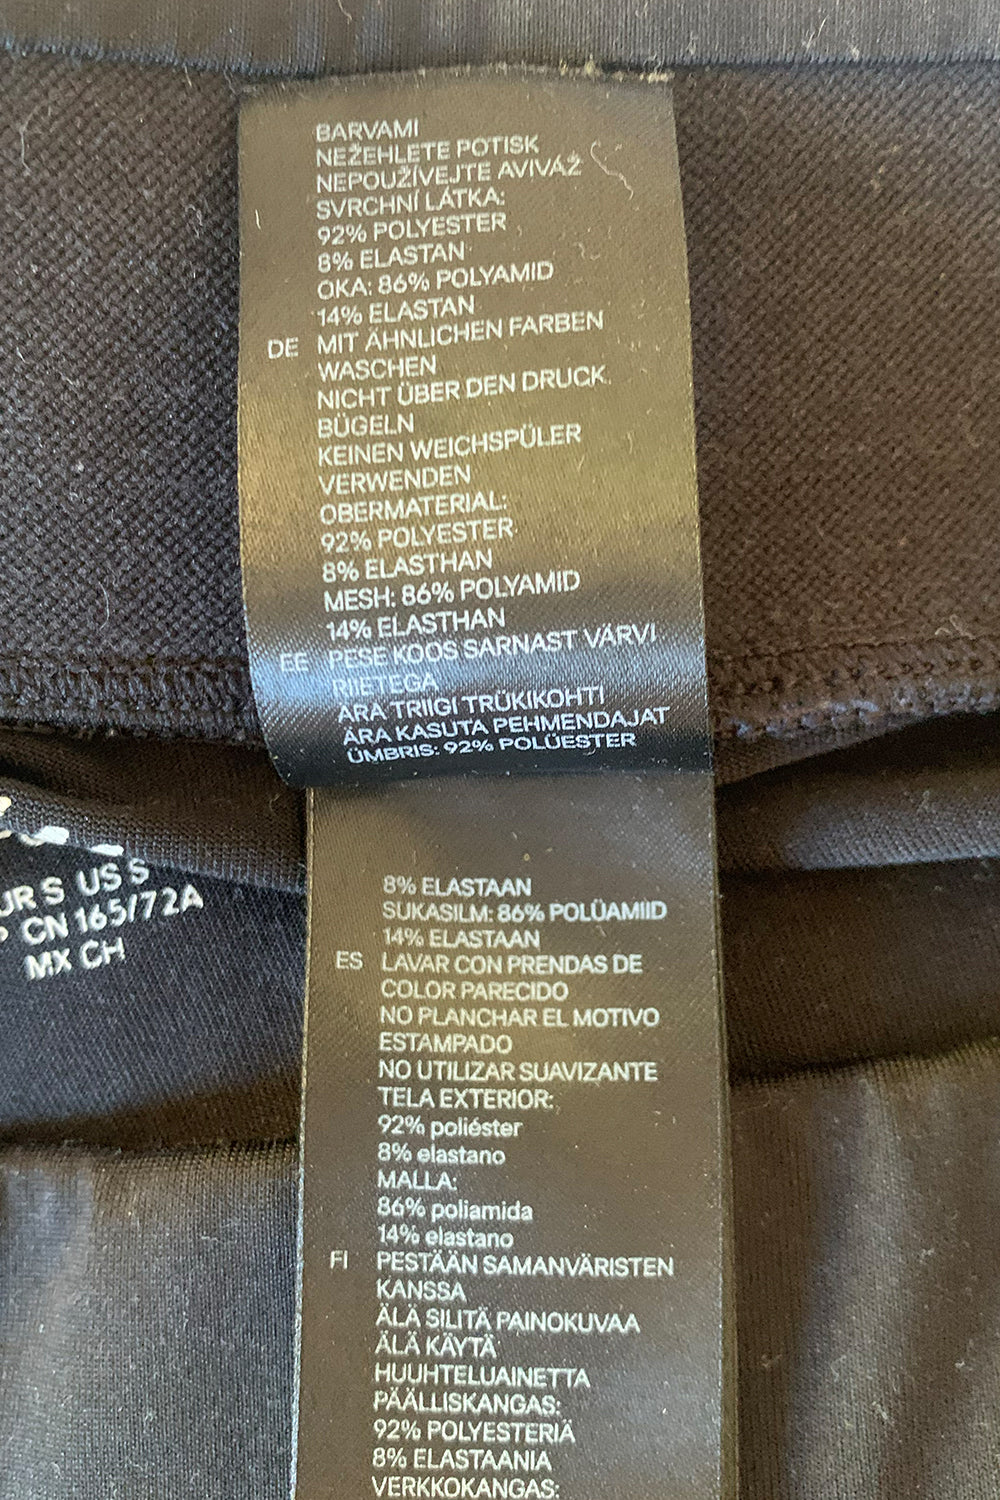 BARVAMI
NEŽEHLETE POTISK
NEPOUŽÍVEJTE AVIVÁŽ
SVRCHNÍ LÁTKA:
92% POLYESTER
8% ELASTAN
OKA: 86% POLYAMID
14% ELASTAN
DE MIT ÄHNLICHEN FARBEN
WASCHEN
NICHT ÜBER DEN DRUCK
BÜGELN
KEINEN WEICHSPÜLER
VERWENDEN
OBERMATERIAL:
92% POLYESTER
8% ELASTHAN
MESH: 86% POLYAMID
14% ELASTHAN
EE PESE KOOS SARNAST VÄRVI
RIIETEGA
ÄRA TRIIGI TRÜKIKOHTI
ÄRA KASUTA PEHMENDAJAT
ÜMBRIS: 92% POLÜESTER
8% ELASTAAN
SUKASILM: 86% POLÜAMIID
14% ELASTAAN
ES LAVAR CON PRENDAS DE
COLOR PARECIDO
NO PLANCHAR EL MOTIVO
ESTAMPADO
NO UTILIZAR SUAVIZANTE
TELA EXTERIOR:
92% poliéster
8% elastano
MALLA:
86% poliamida
14% elastano
FI PESTÄÄN SAMANVÄRISTEN
KANSSA
ÄLÄ SILITÄ PAINOKUVAA
ÄLÄ KÄYTÄ
HUUHTELUAINETTA
PÄÄLLISKANGAS:
92% POLYESTERIÄ
8% ELASTAANIA
VERKKOKANGAS:
UR S US S
CN 165/72A
MX CH